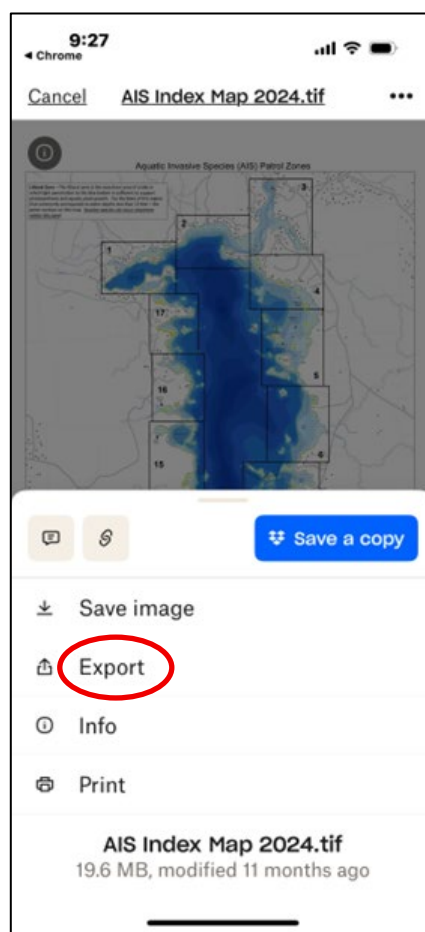 9:27
◀ Chrome
Cancel AIS Index Map 2024.tif •••
Aquatic Invasive Species (AIS) Patrol Zones
3
2
1
4
17
5
16
6
15
Save a copy
Save image
Export
Info
Print
AIS Index Map 2024.tif
19.6 MB, modified 11 months ago